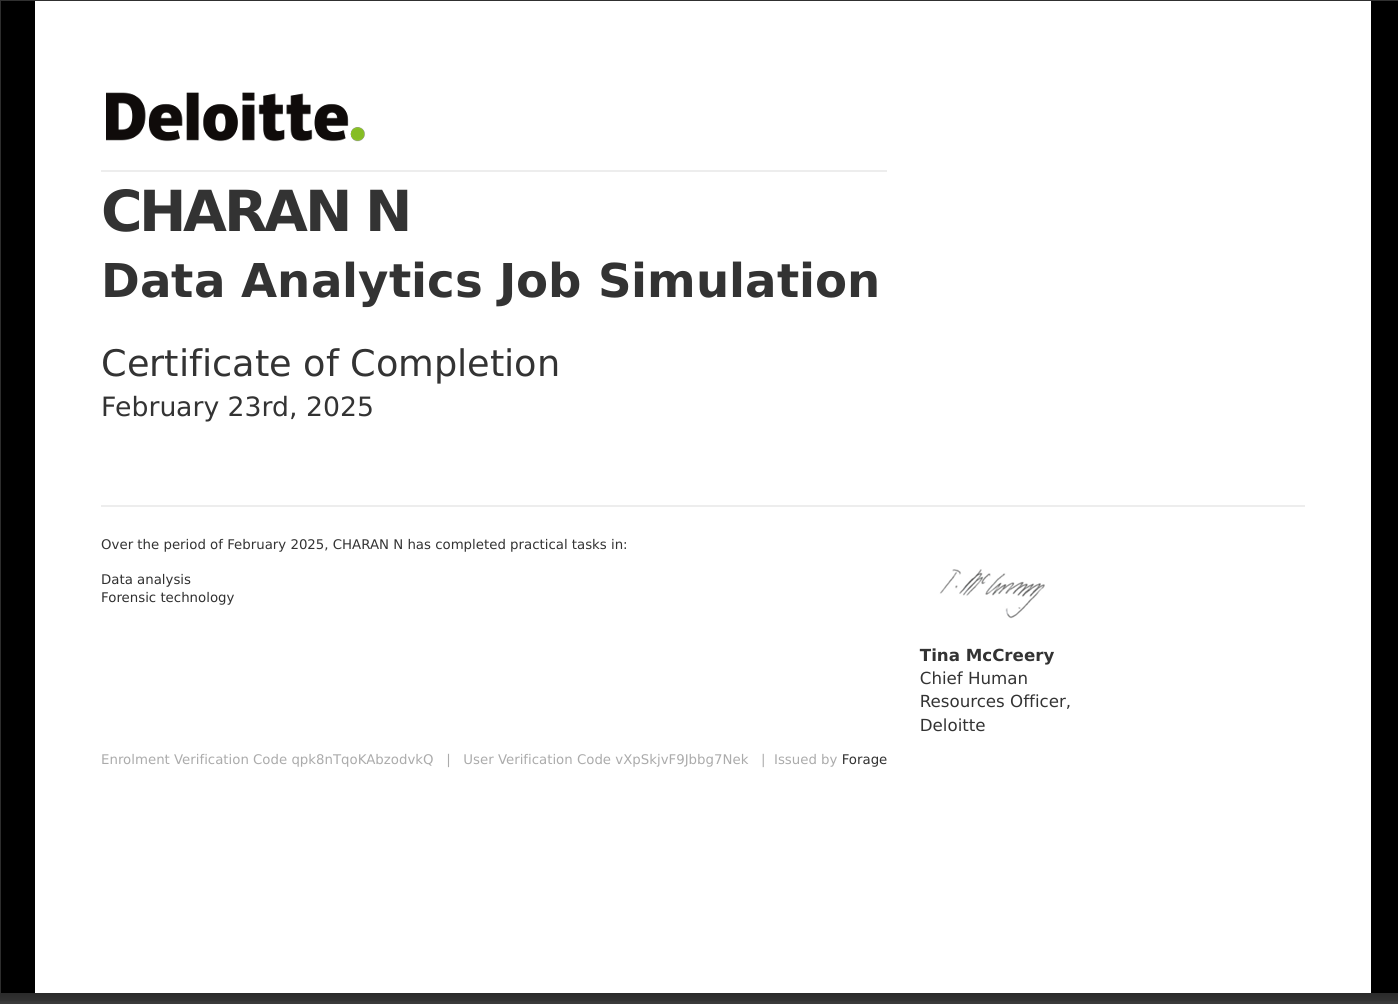 Deloitte.
CHARAN N
Data Analytics Job Simulation
Certificate of Completion
February 23rd, 2025
Over the period of February 2025, CHARAN N has completed practical tasks in:
Data analysis
Forensic technology
T. McCreery
Tina McCreery
Chief Human
Resources Officer,
Deloitte
Enrolment Verification Code qpk8nTqoKAbzodvkQ | User Verification Code vXpSkjvF9Jbbg7Nek | Issued by Forage